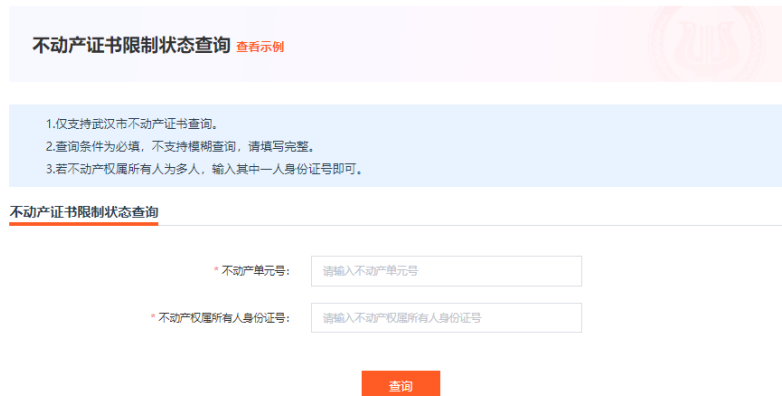 不动产证书限制状态查询 查看示例
1.仅支持武汉市不动产证书查询。
2.查询条件为必填，不支持模糊查询，请填写完整。
3.若不动产权属所有人为多人，输入其中一人身份证号即可。
不动产证书限制状态查询
* 不动产单元号： 请输入不动产单元号
* 不动产权属所有人身份证号： 请输入不动产权属所有人身份证号
查询